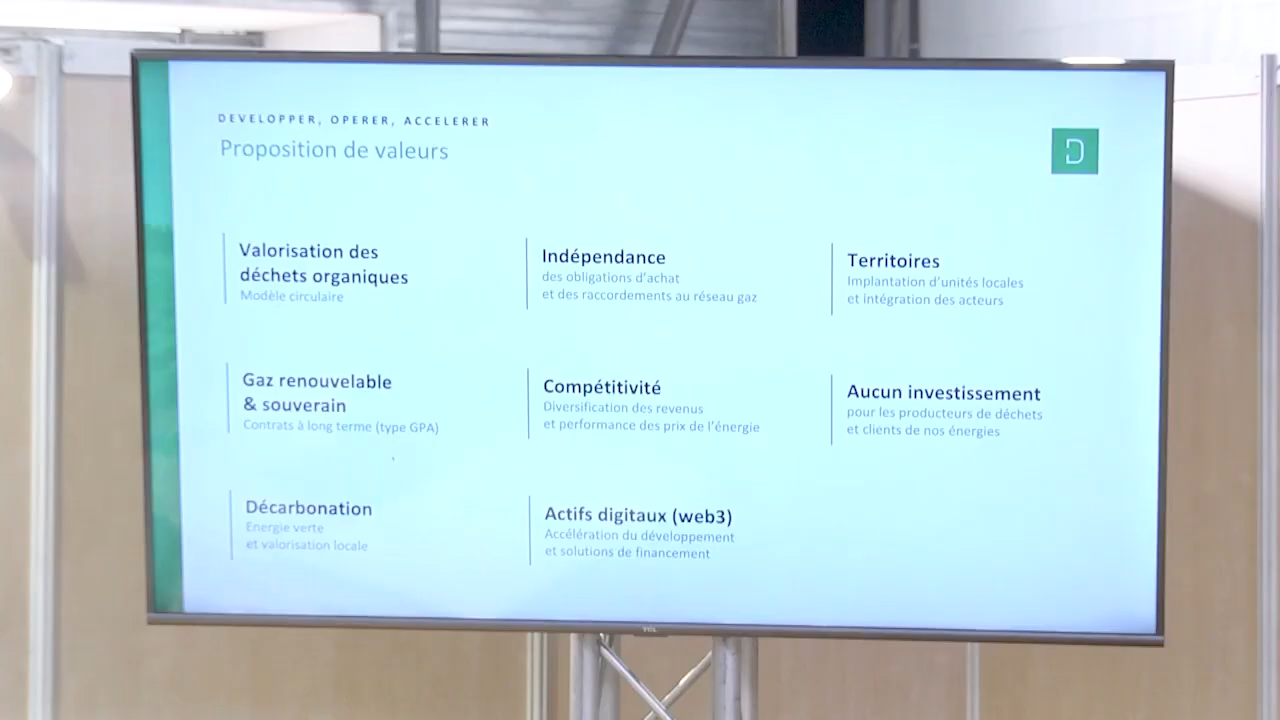 DEVELOPPER, OPERER, ACCELERER
Proposition de valeurs
D
Valorisation des
déchets organiques
Modèle circulaire
Indépendance
des obligations d'achat
et des raccordements au réseau gaz
Territoires
Implantation d'unités locales
et intégration des acteurs
Gaz renouvelable
& souverain
Contrats à long terme (type GPA)
Compétitivité
Diversification des revenus
et performance des prix de l'énergie
Aucun investissement
pour les producteurs de déchets
et clients de nos énergies
Décarbonation
Energie verte
et valorisation locale
Actifs digitaux (web3)
Accélération du développement
et solutions de financement
TCL